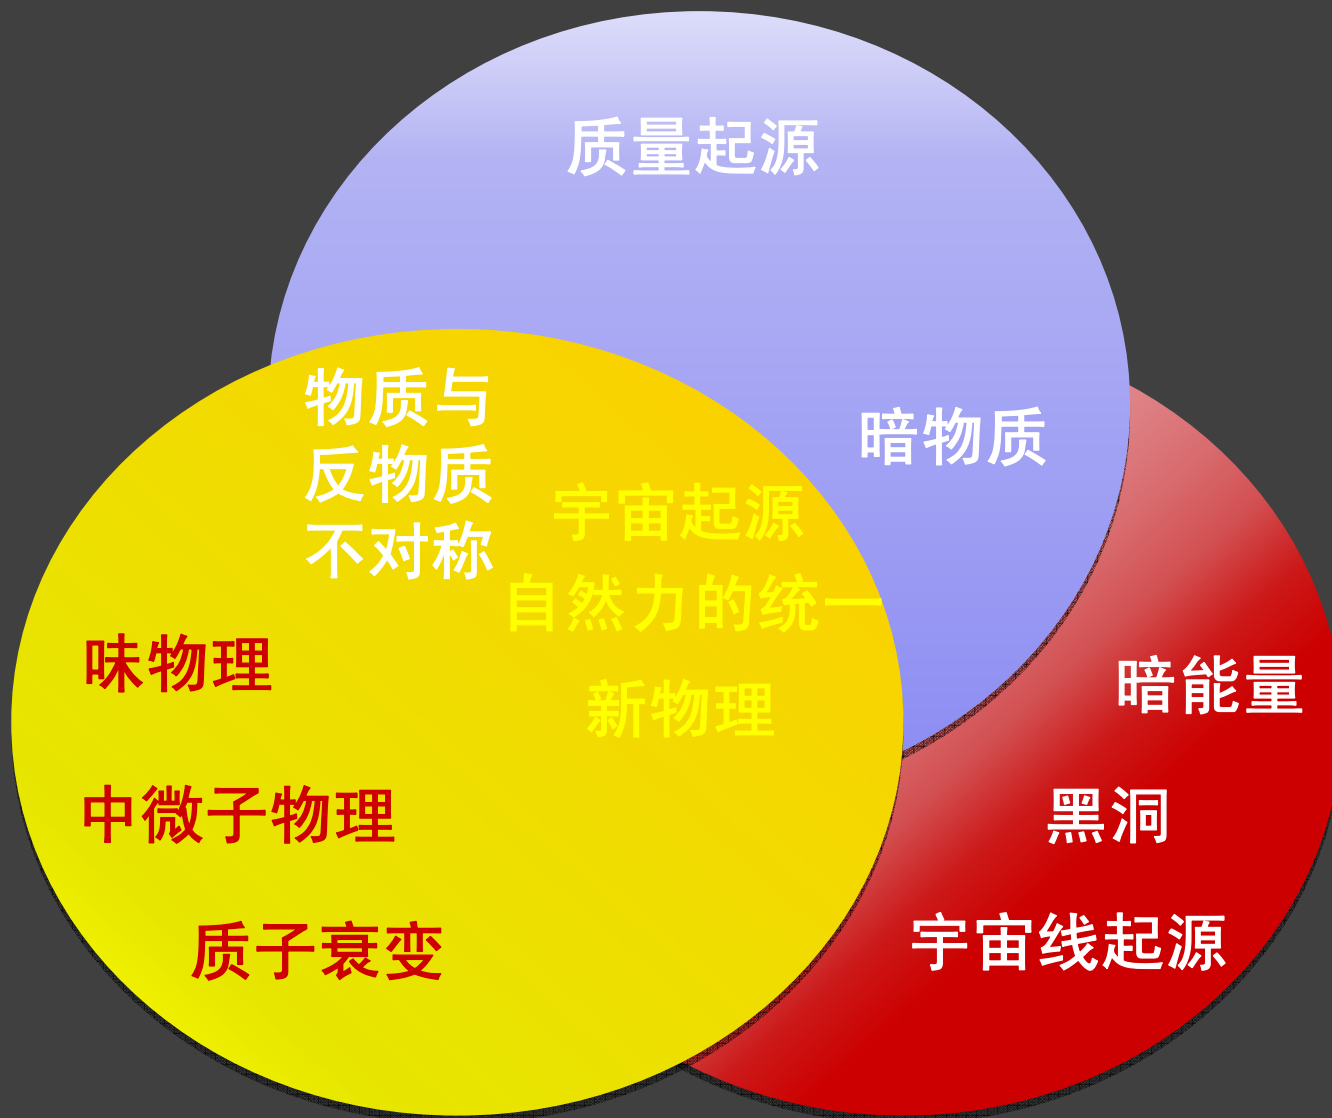 质量起源
物质与
反物质
不对称
暗物质
宇宙起源
自然力的统一
新物理
味物理
中微子物理
质子衰变
暗能量
黑洞
宇宙线起源